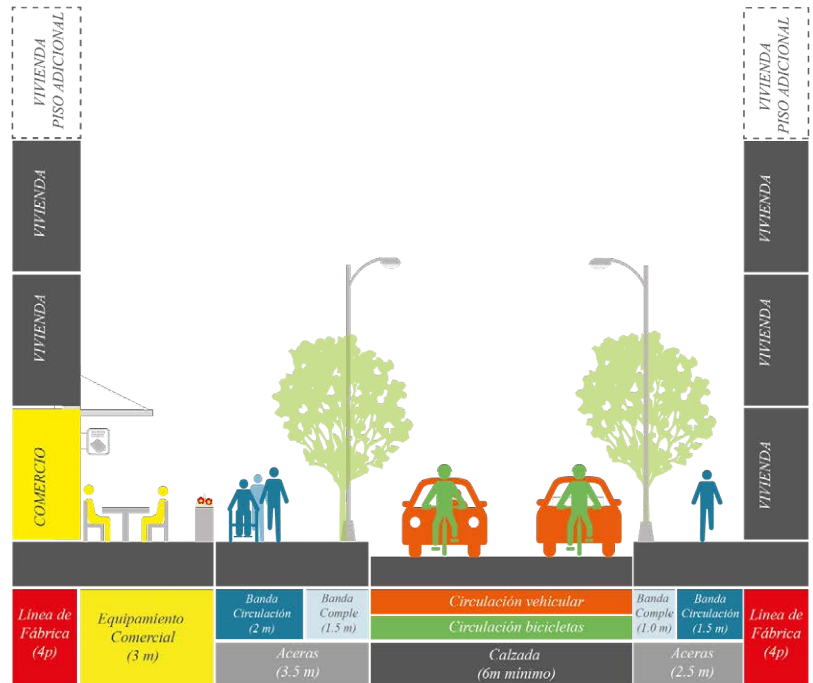 VIVIENDA
PISO ADICIONAL
VIVIENDA
VIVIENDA
COMERCIO
VIVIENDA
PISO ADICIONAL
VIVIENDA
VIVIENDA
VIVIENDA
Línea de
Fábrica
(4p)
Equipamiento
Comercial
(3 m)
Banda
Circulación
(2 m)
Banda
Comple
(1.5 m)
Aceras
(3.5 m)
Circulación vehicular
Circulación bicicletas
Calzada
(6m mínimo)
Banda
Comple
(1.0 m)
Banda
Circulación
(1.5 m)
Aceras
(2.5 m)
Línea de
Fábrica
(4p)